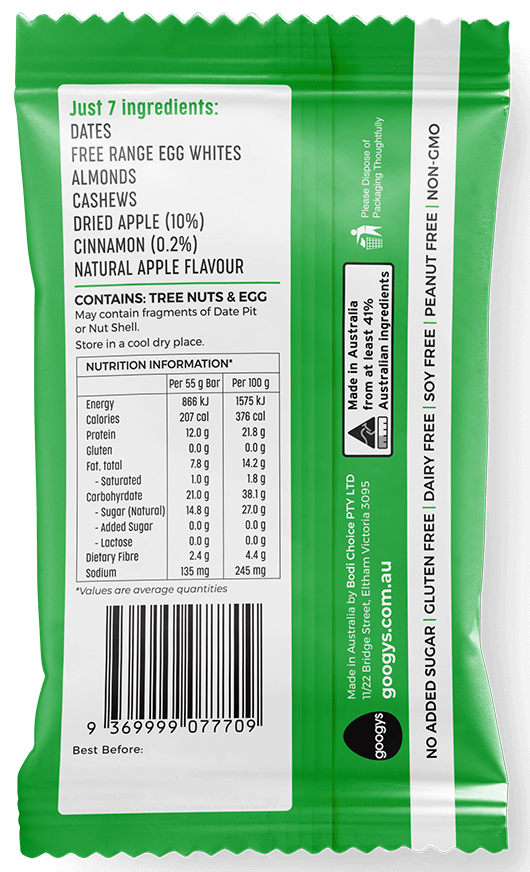 Just 7 ingredients:
DATES
FREE RANGE EGG WHITES
ALMONDS
CASHEWS
DRIED APPLE (10%)
CINNAMON (0.2%)
NATURAL APPLE FLAVOUR
CONTAINS: TREE NUTS & EGG
May contain fragments of Date Pit
or Nut Shell.
Store in a cool dry place.
NUTRITION INFORMATION*
Per 55 g Bar Per 100 g
Energy 866 kJ 1575 kJ
Calories 207 cal 376 cal
Protein 12.0 g 21.8 g
Gluten 0.0 g 0.0 g
Fat, total 7.8 g 14.2 g
- Saturated 1.0 g 1.8 g
Carbohydrate 21.0 g 38.1 g
- Sugar (Natural) 14.8 g 27.0 g
- Added Sugar 0.0 g 0.0 g
- Lactose 0.0 g 0.0 g
Dietary Fibre 2.4 g 4.4 g
Sodium 135 mg 245 mg
*Values are average quantities
9 369999 077709
Best Before:
Please Dispose of
Packaging Thoughtfully
Made in Australia
from at least 41%
Australian ingredients
Made in Australia by Bodi Choice PTY LTD
11/22 Bridge Street, Eltham Victoria 3095
googys.com.au
googys
NO ADDED SUGAR | GLUTEN FREE | DAIRY FREE | SOY FREE | PEANUT FREE | NON-GMO